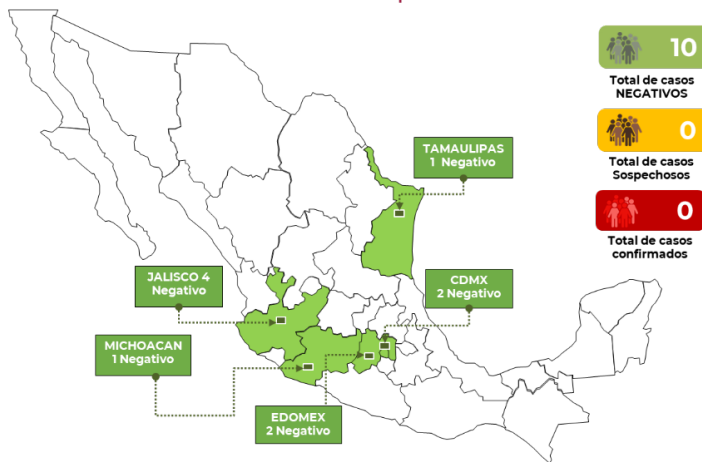 10
Total de casos
NEGATIVOS
0
Total de casos
Sospechosos
0
Total de casos
confirmados
TAMAULIPAS
1 Negativo
JALISCO 4
Negativo
CDMX
2 Negativo
MICHOACAN
1 Negativo
EDOMEX
2 Negativo